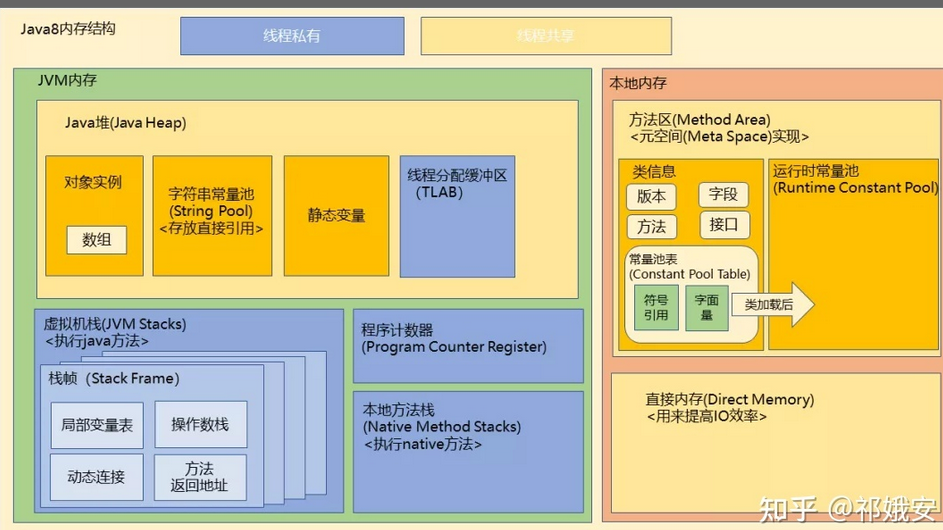 Java8内存结构
线程私有
线程共享
JVM内存
Java堆(Java Heap)
对象实例
数组
字符串常量池
(String Pool)
<存放直接引用>
静态变量
线程分配缓冲区
（TLAB）
虚拟机栈(JVM Stacks)
<执行java方法>
栈帧（Stack Frame）
局部变量表
操作数栈
动态连接
方法
返回地址
程序计数器
(Program Counter Register)
本地方法栈
(Native Method Stacks)
<执行native方法>
本地内存
方法区(Method Area)
<元空间(Meta Space)实现>
类信息
版本
字段
方法
接口
常量池表
(Constant Pool Table)
符号
引用
字面
量
类加载后
运行时常量池
(Runtime Constant Pool)
直接内存(Direct Memory)
<用来提高IO效率>
知乎 @祁娥安